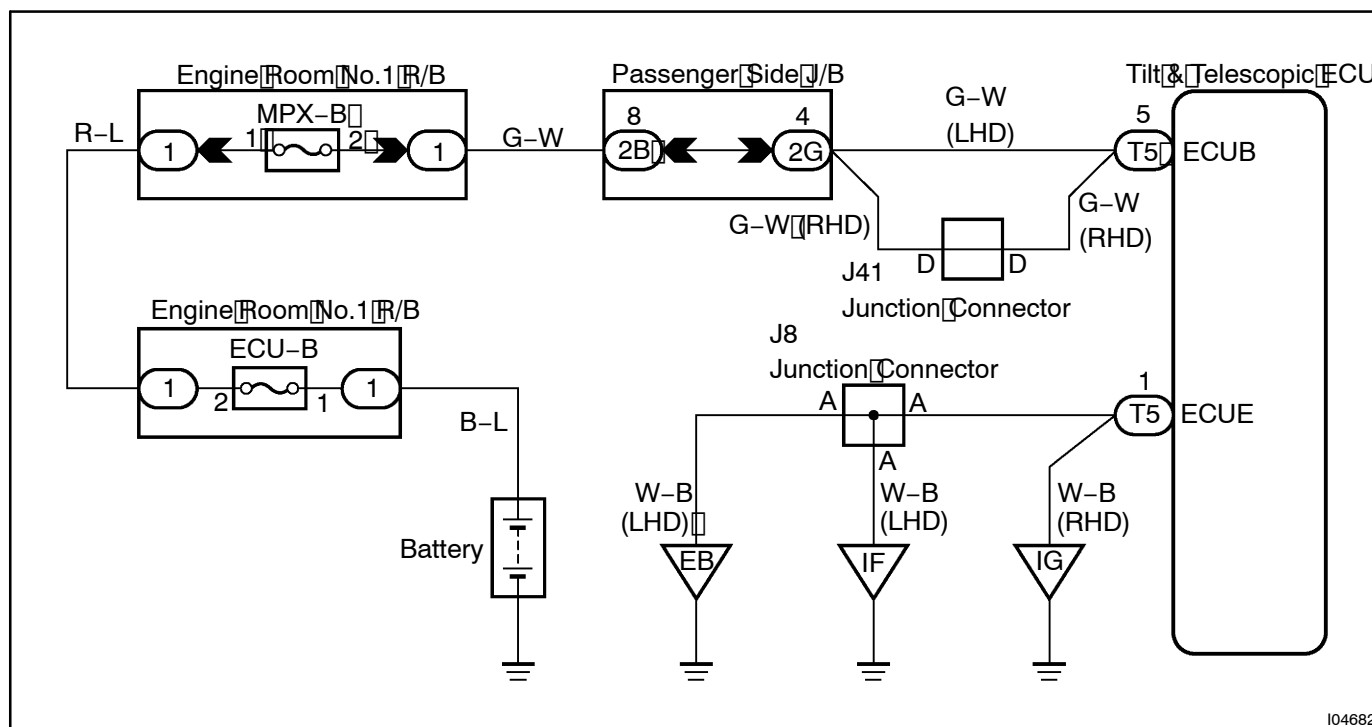 Engine Room No.1 R/B
MPX-B
R-L
1
1
2
1
G-W
Passenger Side J/B
8
2B
4
2G
G-W
(LHD)
G-W (RHD)
J41
D
D
Junction Connector
G-W
(RHD)
Tilt & Telescopic ECU
5
T5
ECUB
Engine Room No.1 R/B
ECU-B
1
2
1
1
B-L
Battery
J8
Junction Connector
A
A
A
1
T5
ECUE
W-B
(LHD)
W-B
(LHD)
W-B
(RHD)
EB
IF
IG
I04682